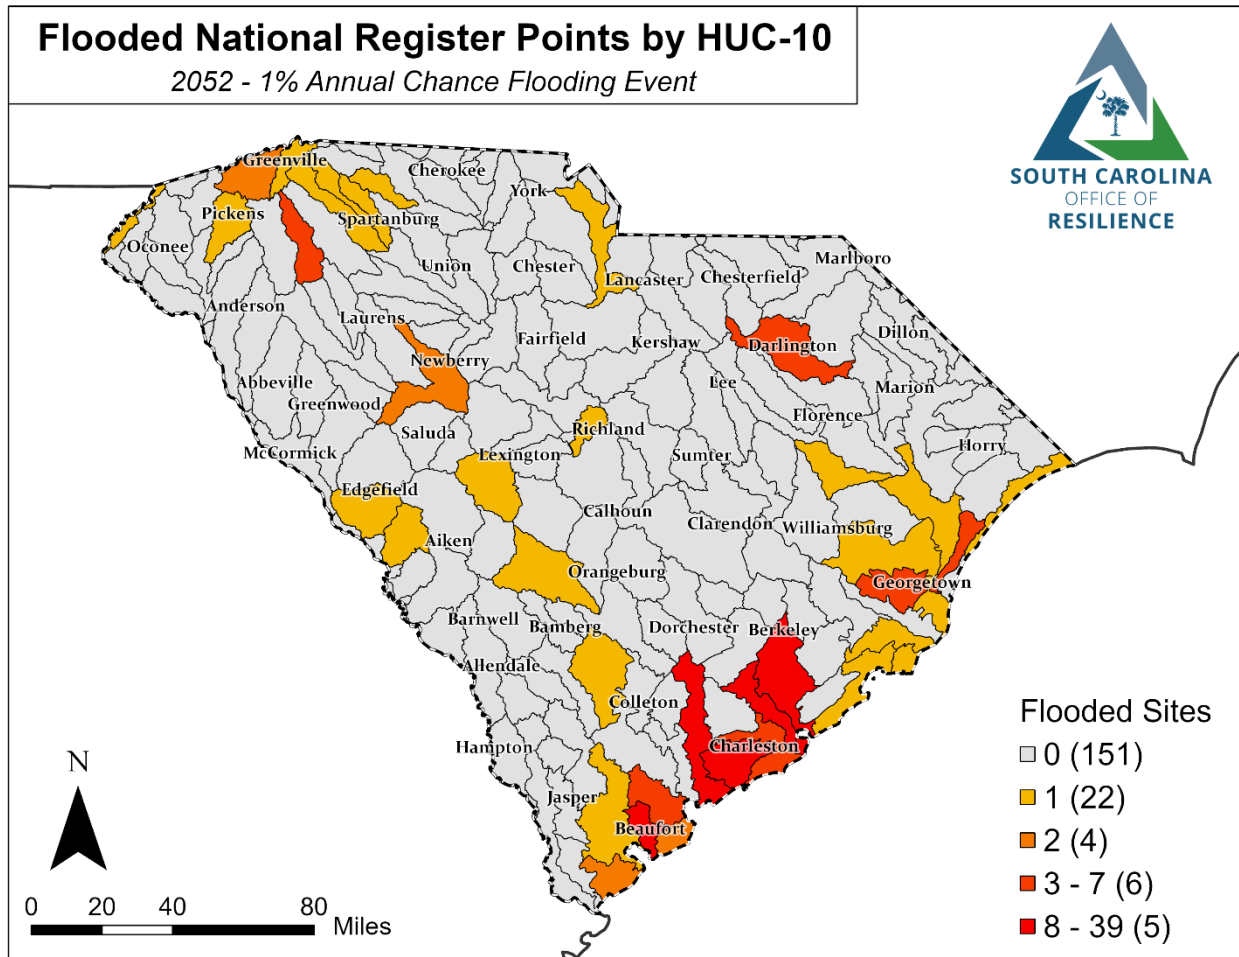 Flooded National Register Points by HUC-10
2052 - 1% Annual Chance Flooding Event
SOUTH CAROLINA
OFFICE OF
RESILIENCE
Greenville
Cherokee
York
Pickens
Spartanburg
Oconee
Union
Chester
Lancaster
Chesterfield
Marlboro
Anderson
Laurens
Fairfield
Kershaw
Darlington
Dillon
Newberry
Abbeville
Greenwood
Lee
Marion
Florence
Saluda
Richland
McCormick
Lexington
Sumter
Horry
Edgefield
Calhoun
Clarendon
Williamsburg
Aiken
Orangeburg
Georgetown
Barnwell
Bamberg
Dorchester
Berkeley
Allendale
Colleton
Hampton
Charleston
Jasper
Beaufort
N
0 20 40 80 Miles
Flooded Sites
0 (151)
1 (22)
2 (4)
3 - 7 (6)
8 - 39 (5)